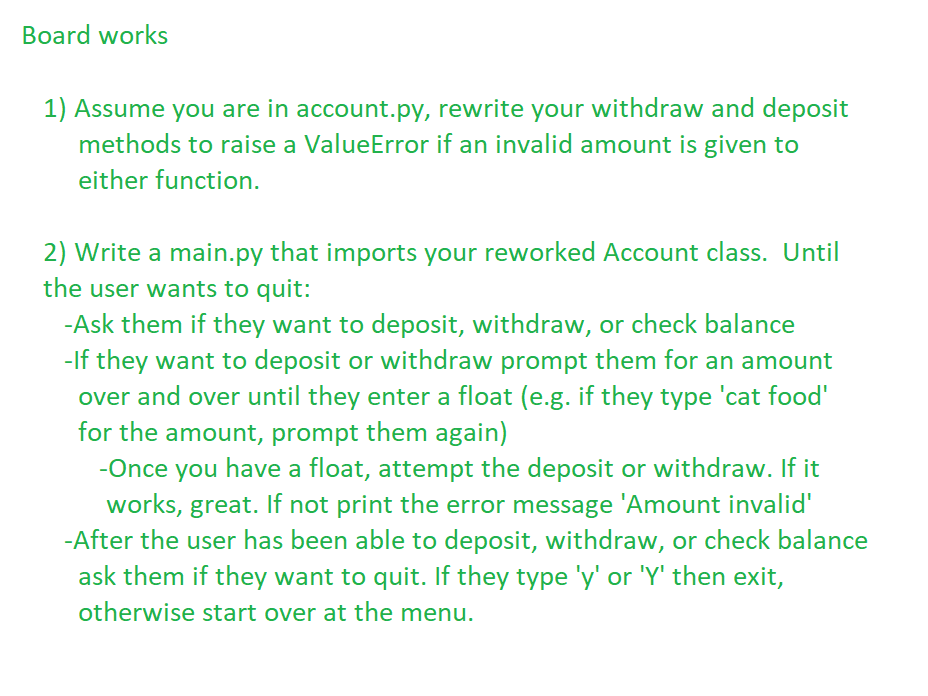 Board works
1) Assume you are in account.py, rewrite your withdraw and deposit
methods to raise a ValueError if an invalid amount is given to
either function.
2) Write a main.py that imports your reworked Account class.  Until
the user wants to quit:
-Ask them if they want to deposit, withdraw, or check balance
-If they want to deposit or withdraw prompt them for an amount
over and over until they enter a float (e.g. if they type 'cat food'
for the amount, prompt them again)
-Once you have a float, attempt the deposit or withdraw. If it
works, great. If not print the error message 'Amount invalid'
-After the user has been able to deposit, withdraw, or check balance
ask them if they want to quit. If they type 'y' or 'Y' then exit,
otherwise start over at the menu.